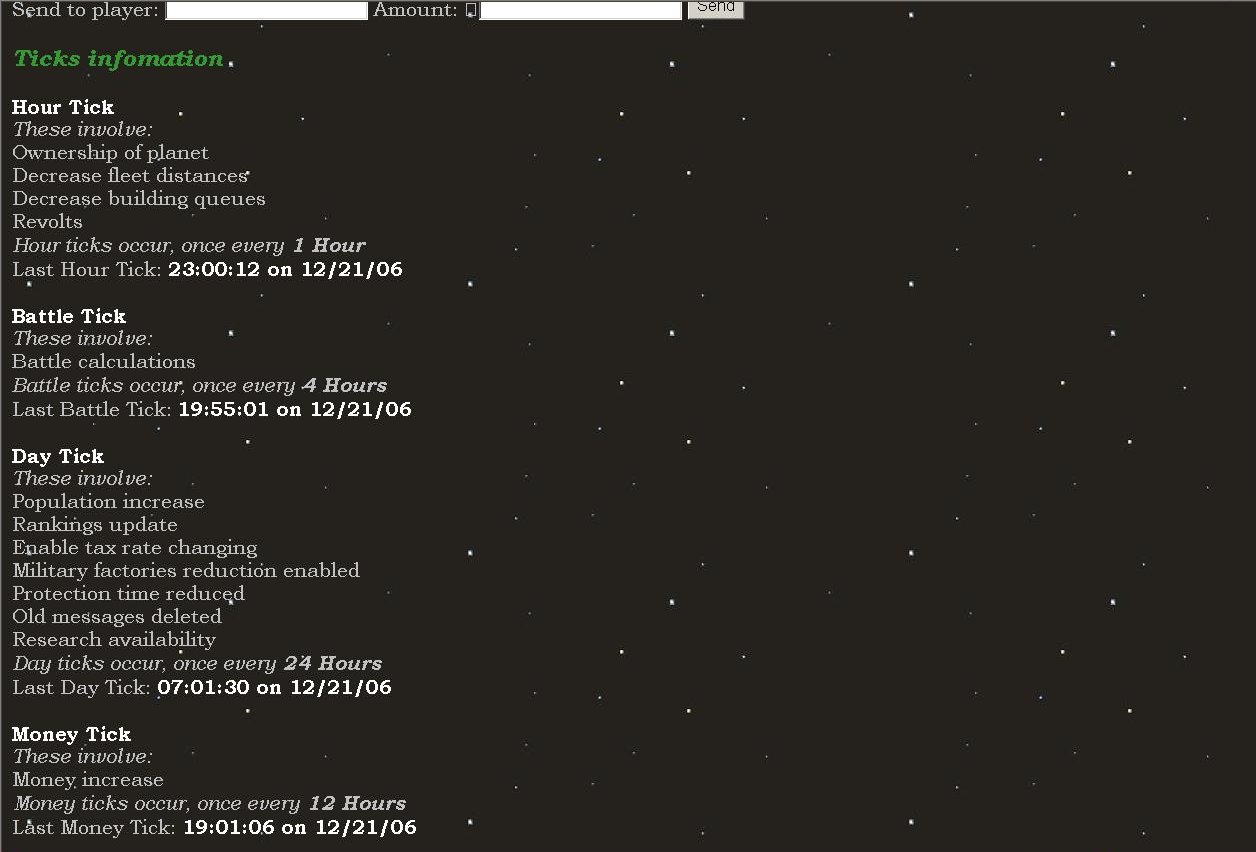 Send to player: Amount: Send
Ticks infomation
Hour Tick
These involve:
Ownership of planet
Decrease fleet distances
Decrease building queues
Revolts
Hour ticks occur, once every 1 Hour
Last Hour Tick: 23:00:12 on 12/21/06
Battle Tick
These involve:
Battle calculations
Battle ticks occur, once every 4 Hours
Last Battle Tick: 19:55:01 on 12/21/06
Day Tick
These involve:
Population increase
Rankings update
Enable tax rate changing
Military factories reduction enabled
Protection time reduced
Old messages deleted
Research availability
Day ticks occur, once every 24 Hours
Last Day Tick: 07:01:30 on 12/21/06
Money Tick
These involve:
Money increase
Money ticks occur, once every 12 Hours
Last Money Tick: 19:01:06 on 12/21/06